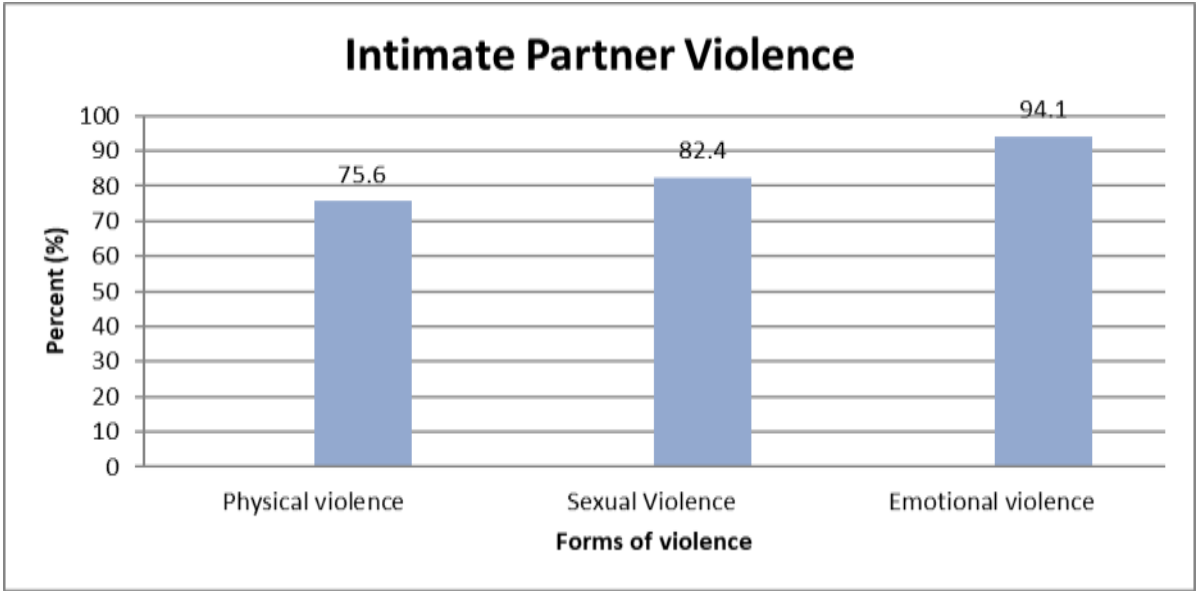 Intimate Partner Violence
100
90
80
70
60
50
40
30
20
10
0
Percent (%)
75.6
82.4
94.1
Physical violence
Sexual Violence
Emotional violence
Forms of violence